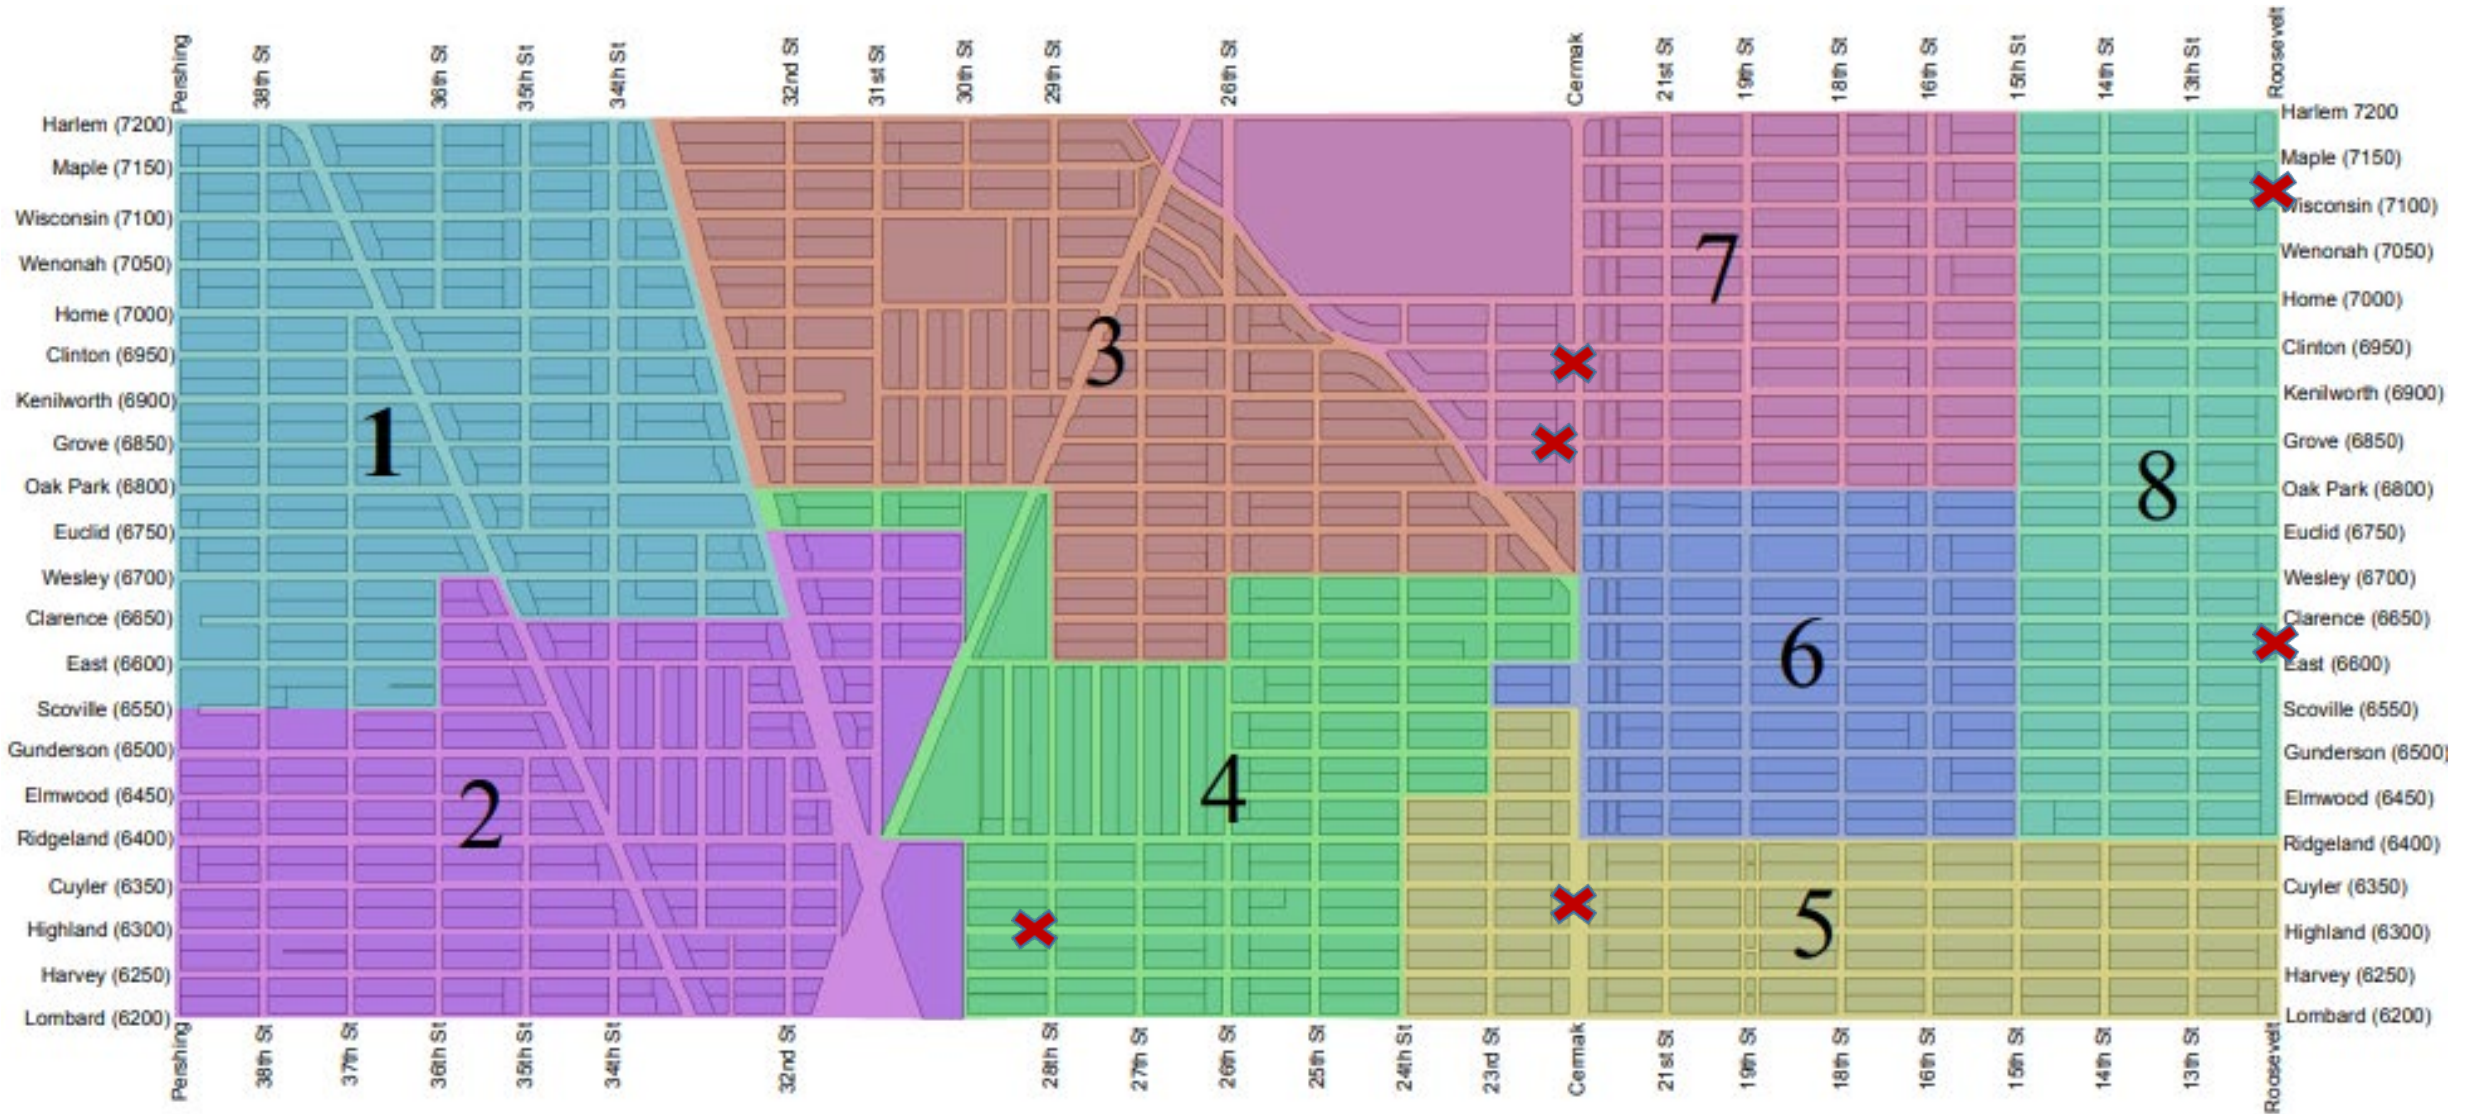 Pershing
38th St
36th St
35th St
34th St
32nd St
31st St
30th St
29th St
26th St
Cermak
21st St
19th St
18th St
16th St
15th St
14th St
13th St
Roosevelt
Harlem (7200)
Maple (7150)
Wisconsin (7100)
Wenonah (7050)
Home (7000)
Clinton (6950)
Kenilworth (6900)
Grove (6850)
Oak Park (6800)
Euclid (6750)
Wesley (6700)
Clarence (6650)
East (6600)
Scoville (6550)
Gunderson (6500)
Elmwood (6450)
Ridgeland (6400)
Cuyler (6350)
Highland (6300)
Harvey (6250)
Lombard (6200)
1
2
3
4
5
6
7
8
Harlem 7200
Maple (7150)
Wisconsin (7100)
Wenonah (7050)
Home (7000)
Clinton (6950)
Kenilworth (6900)
Grove (6850)
Oak Park (6800)
Euclid (6750)
Wesley (6700)
Clarence (6650)
East (6600)
Scoville (6550)
Gunderson (6500)
Elmwood (6450)
Ridgeland (6400)
Cuyler (6350)
Highland (6300)
Harvey (6250)
Lombard (6200)
Pershing
38th St
37th St
36th St
35th St
34th St
32nd St
28th St
27th St
26th St
25th St
24th St
23rd St
Cermak
21st St
19th St
18th St
16th St
15th St
14th St
13th St
Roosevelt